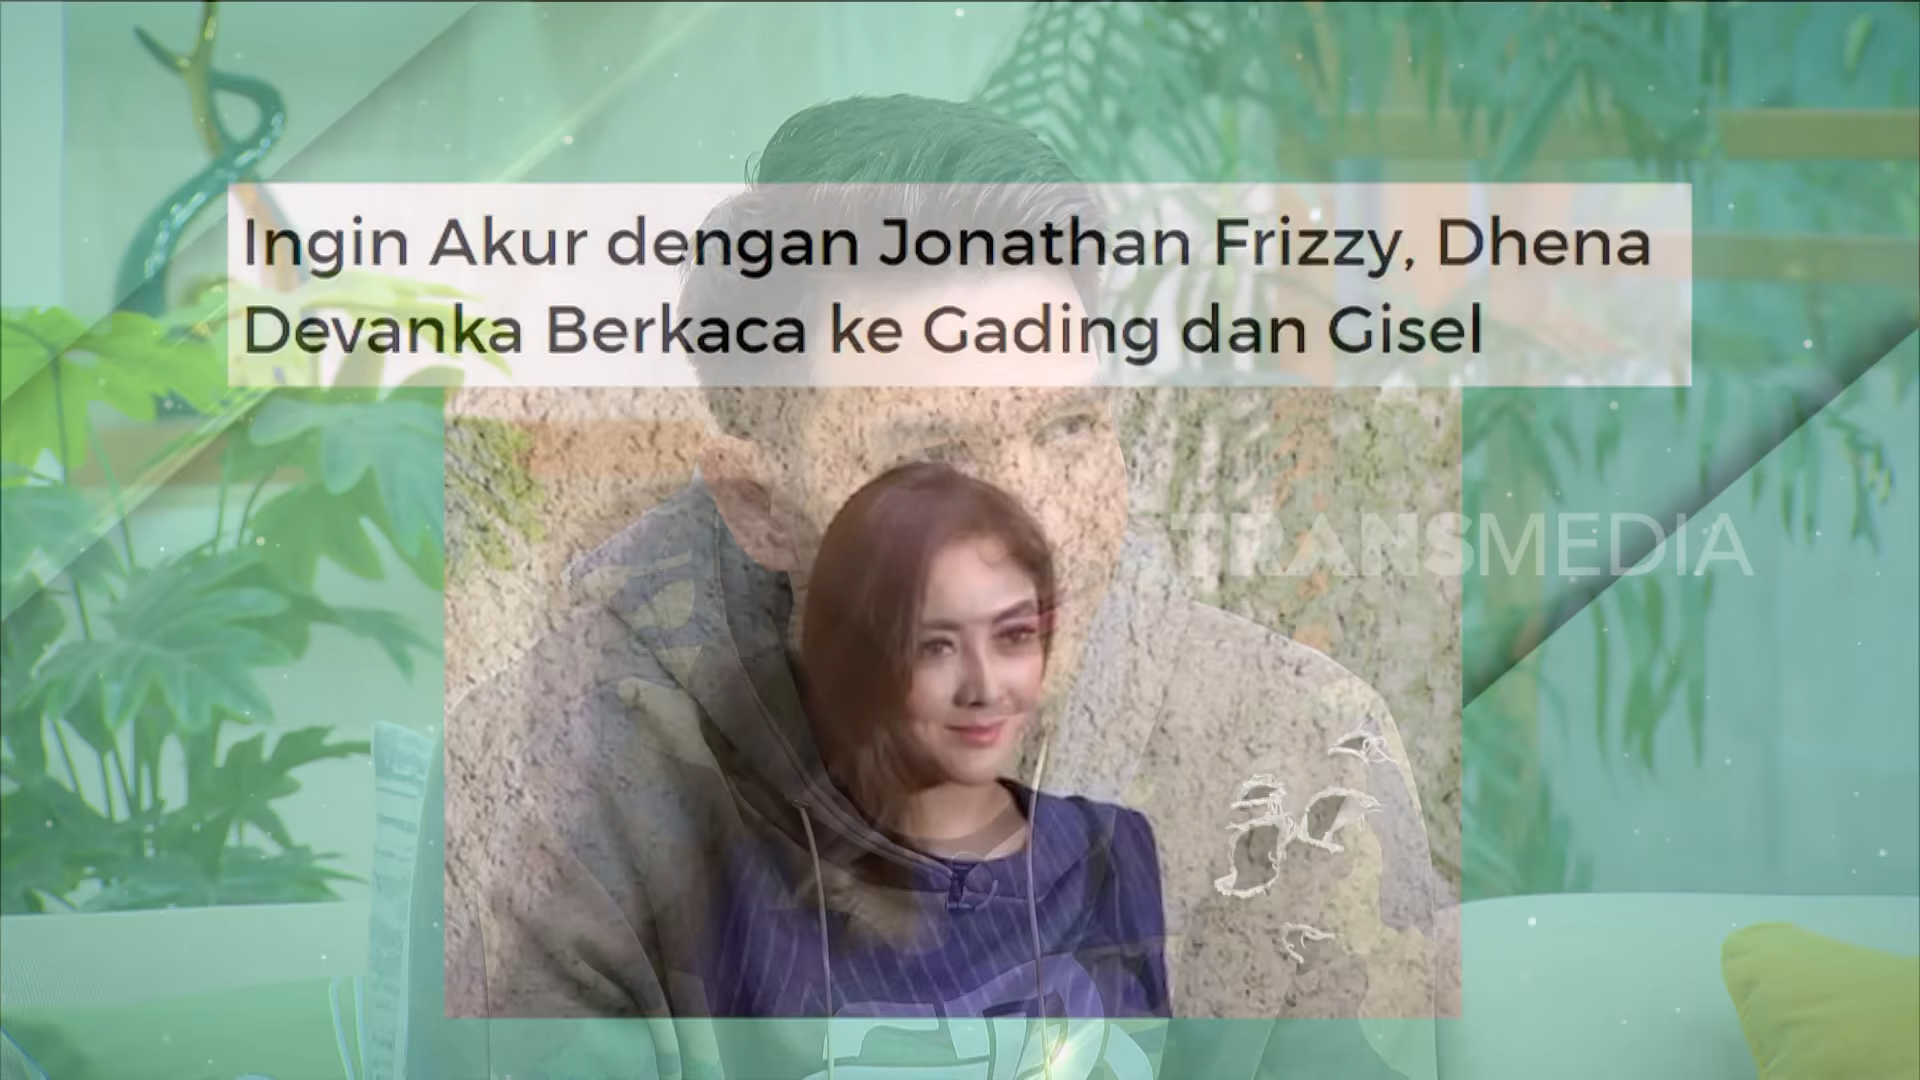 Ingin Akur dengan Jonathan Frizzy, Dhena
Devanka Berkaca ke Gading dan Gisel
TRANSMEDIA